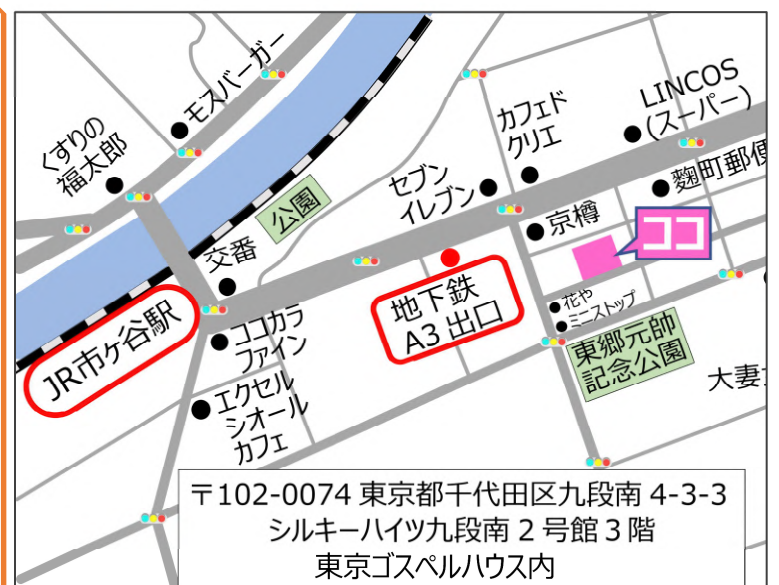 モスバーガー
くすりの
福太郎
カフェド
クリエ
LINCOS
(スーパー)
セブン
イレブン
麴町郵便
公園
交番
京樽
ココ
JR市ヶ谷駅
ココカラ
ファイン
地下鉄
A3 出口
花や
ミニストップ
東郷元帥
記念公園
大妻
エクセル
シオール
カフェ
〒102-0074 東京都千代田区九段南 4-3-3
シルキーハイツ九段南 2 号館 3 階
東京ゴスペルハウス内